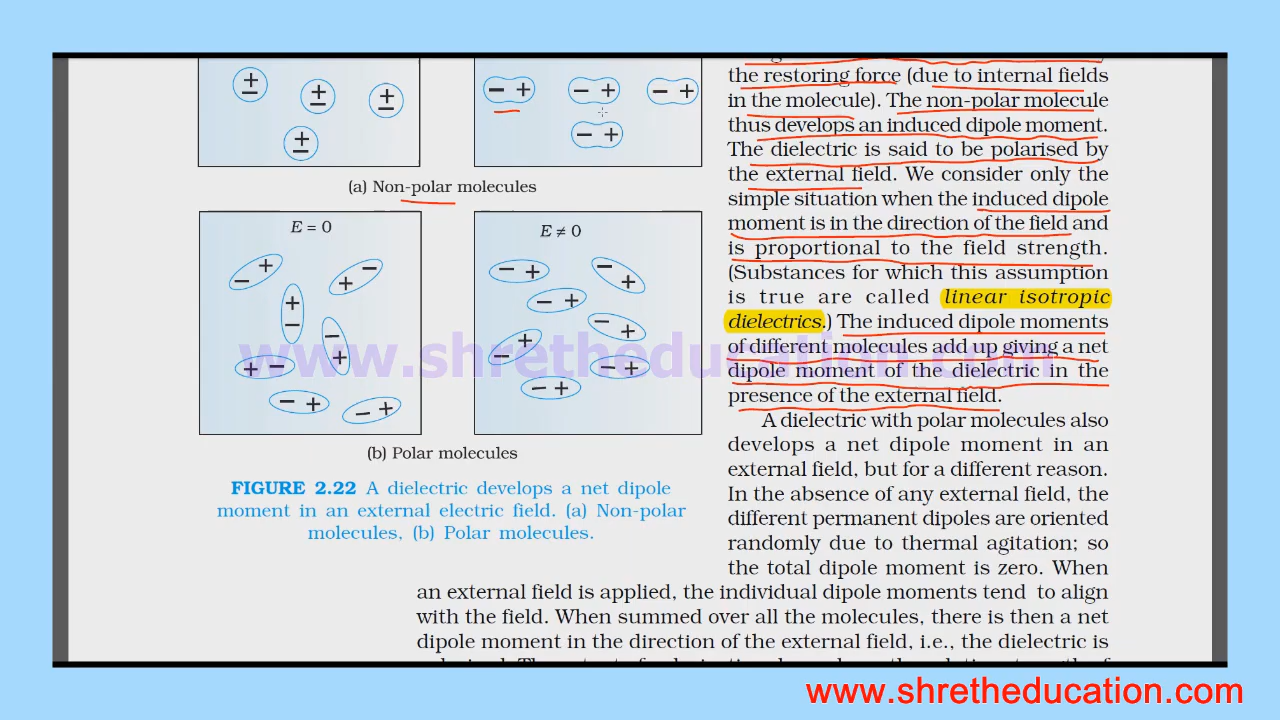 the restoring force (due to internal fields
in the molecule). The non-polar molecule
thus develops an induced dipole moment.
The dielectric is said to be polarised by
the external field. We consider only the
simple situation when the induced dipole
moment is in the direction of the field and
is proportional to the field strength.
(Substances for which this assumption
is true are called linear isotropic
dielectrics.) The induced dipole moments
of different molecules add up giving a net
dipole moment of the dielectric in the
presence of the external field.
A dielectric with polar molecules also
develops a net dipole moment in an
external field, but for a different reason.
In the absence of any external field, the
different permanent dipoles are oriented
randomly due to thermal agitation; so
the total dipole moment is zero. When
an external field is applied, the individual dipole moments tend to align
with the field. When summed over all the molecules, there is then a net
dipole moment in the direction of the external field, i.e., the dielectric is
(a) Non-polar molecules
E = 0
E ≠ 0
(b) Polar molecules
FIGURE 2.22 A dielectric develops a net dipole
moment in an external electric field. (a) Non-polar
molecules, (b) Polar molecules.
www.shretheducation.com
www.shretheducation.com